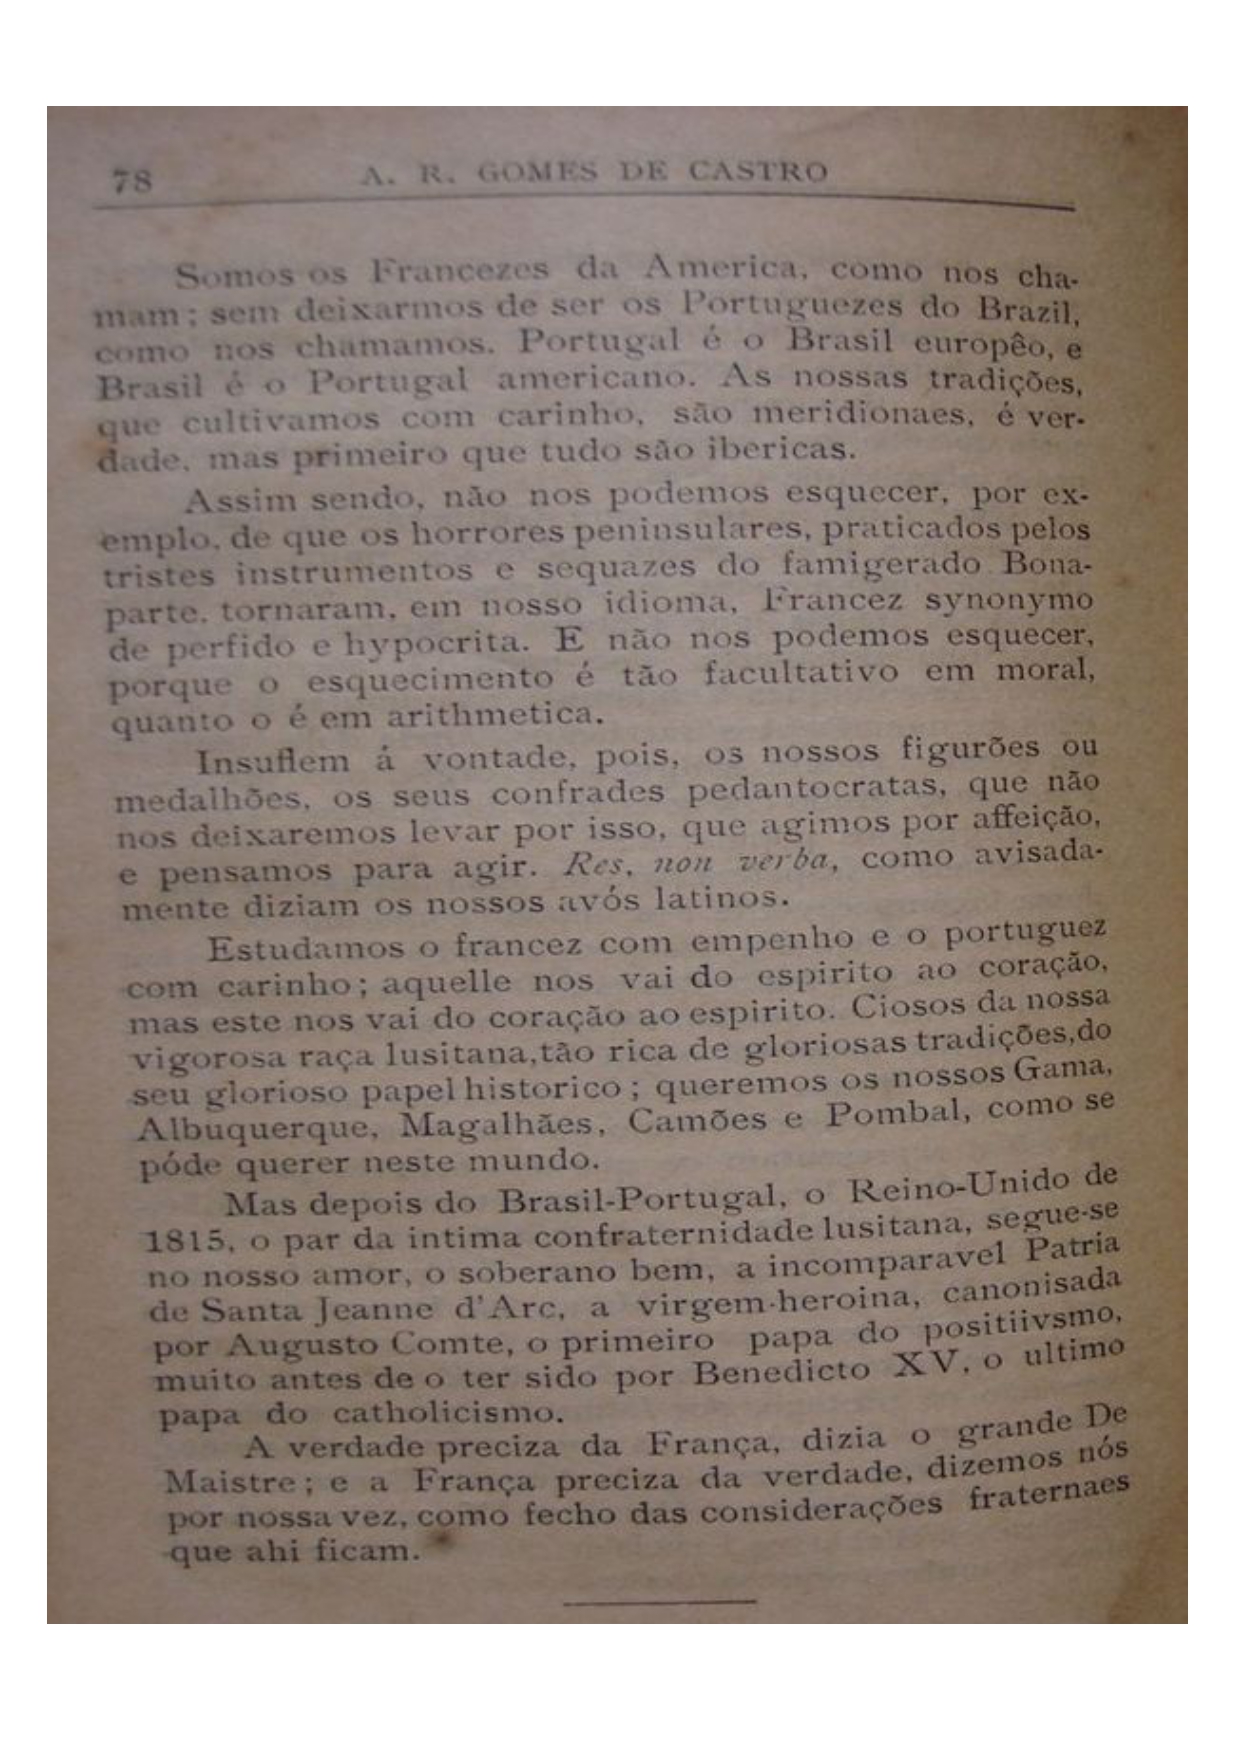 78 A. R. GOMES DE CASTRO
Somos os Francezes da America, como nos cha-
mam; sem deixarmos de ser os Portuguezes do Brazil,
como nos chamamos. Portugal é o Brasil europêo, e
Brasil é o Portugal americano. As nossas tradições,
que cultivamos com carinho, são meridionaes, é ver-
dade, mas primeiro que tudo são ibericas.
Assim sendo, não nos podemos esquecer, por ex-
emplo, de que os horrores peninsulares, praticados pelos
tristes instrumentos e sequazes do famigerado Bona-
parte, tornaram, em nosso idioma, Francez synonymo
de perfido e hypocrita. E não nos podemos esquecer,
porque o esquecimento é tão facultativo em moral,
quanto o é em arithmetica.
Insuflem á vontade, pois, os nossos figurões ou
medalhões, os seus confrades pedantocratas, que não
nos deixaremos levar por isso, que agimos por affeição,
e pensamos para agir. Res, non verba, como avisada-
mente diziam os nossos avós latinos.
Estudamos o francez com empenho e o portuguez
com carinho; aquelle nos vai do espirito ao coração,
mas este nos vai do coração ao espirito. Ciosos da nossa
vigorosa raça lusitana,tão rica de gloriosas tradições,do
seu glorioso papel historico; queremos os nossos Gama,
Albuquerque, Magalhães, Camões e Pombal, como se
póde querer neste mundo.
Mas depois do Brasil-Portugal, o Reino-Unido de
1815, o par da intima confraternidade lusitana, segue-se
no nosso amor, o soberano bem, a incomparavel Patria
de Santa Jeanne d'Arc, a virgem-heroina, canonisada
por Augusto Comte, o primeiro papa do positiivsmo,
muito antes de o ter sido por Benedicto XV, o ultimo
papa do catholicismo.
A verdade preciza da França, dizia o grande De
Maistre; e a França preciza da verdade, dizemos nós
por nossa vez, como fecho das considerações fraternaes
que ahi ficam.